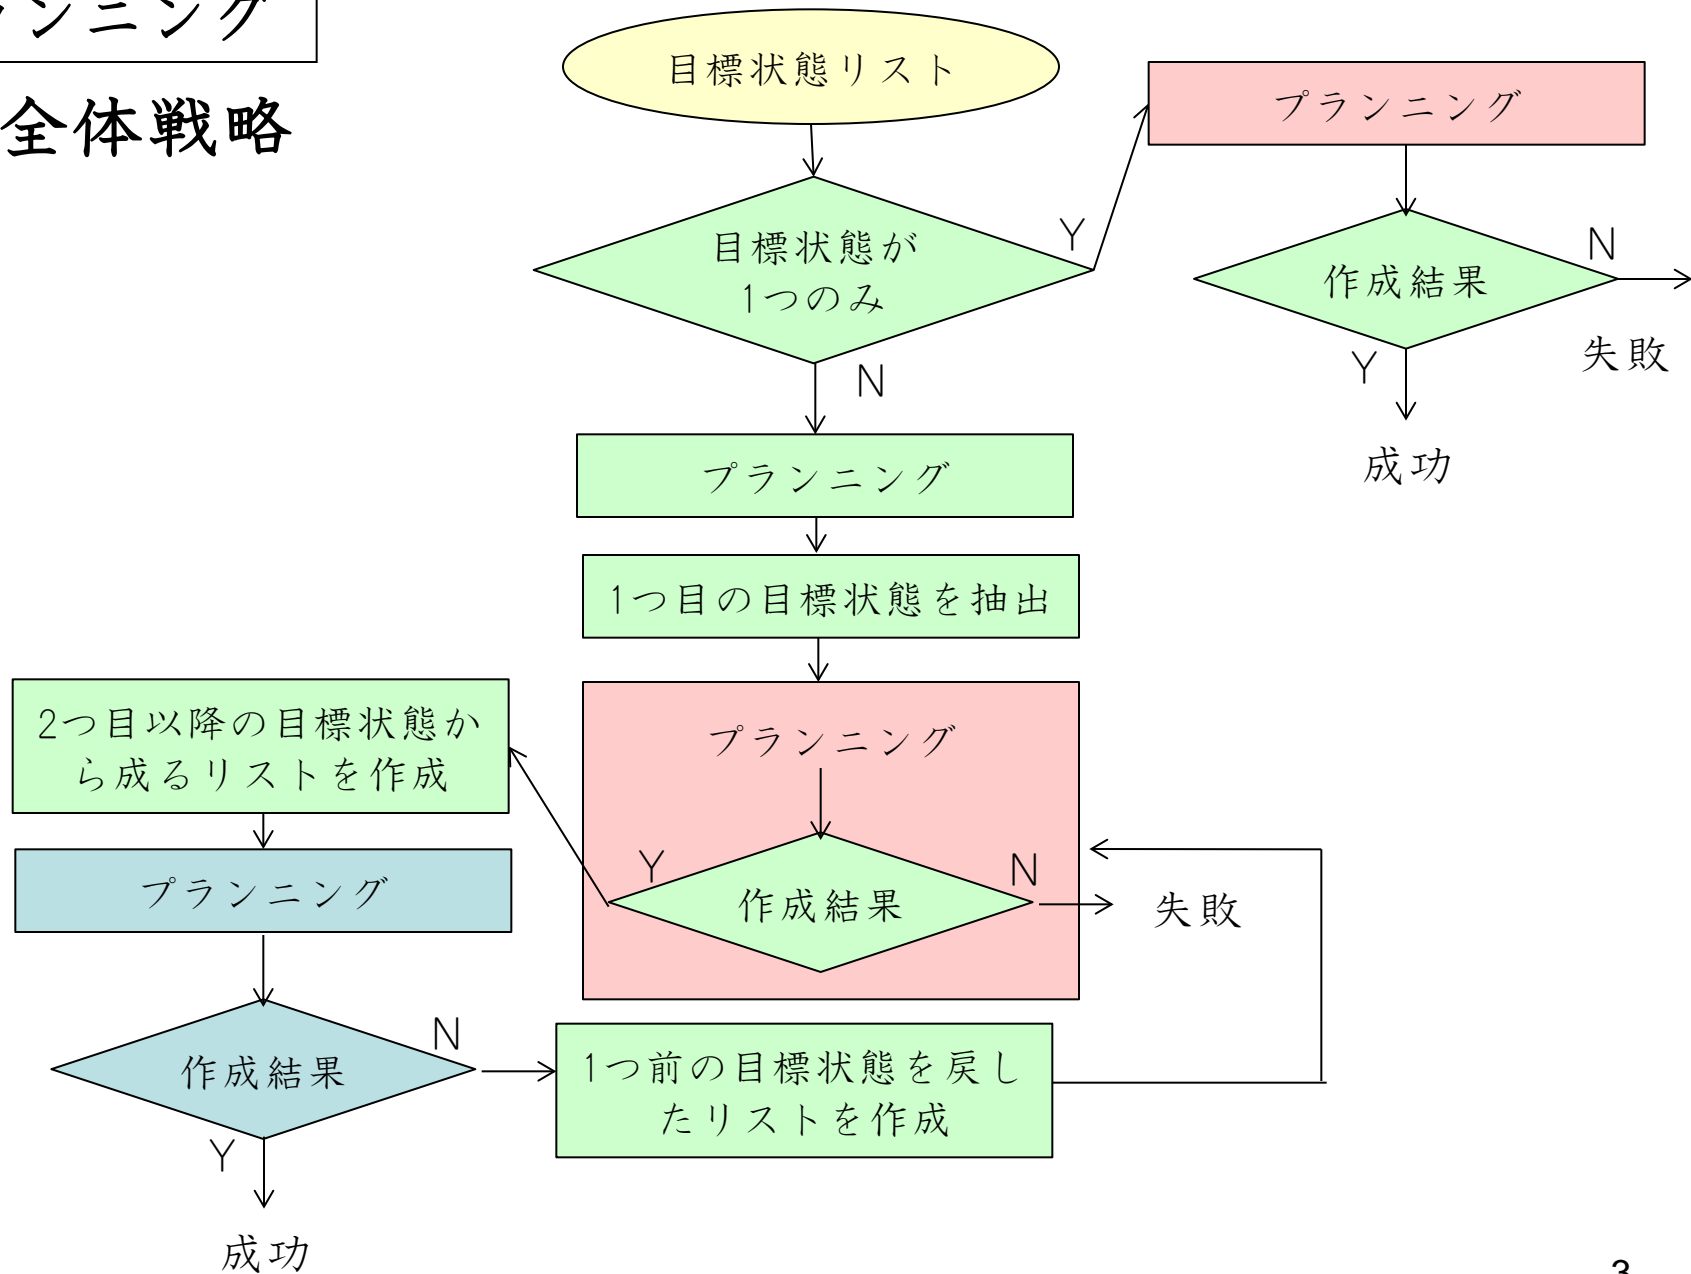 ンニング
全体戦略
目標状態リスト
プランニング
目標状態が
1つのみ
Y
N
作成結果
N
失敗
Y
成功
プランニング
1つ目の目標状態を抽出
プランニング
Y
N
作成結果
失敗
2つ目以降の目標状態か
ら成るリストを作成
プランニング
作成結果
N
Y
成功
1つ前の目標状態を戻し
たリストを作成
3